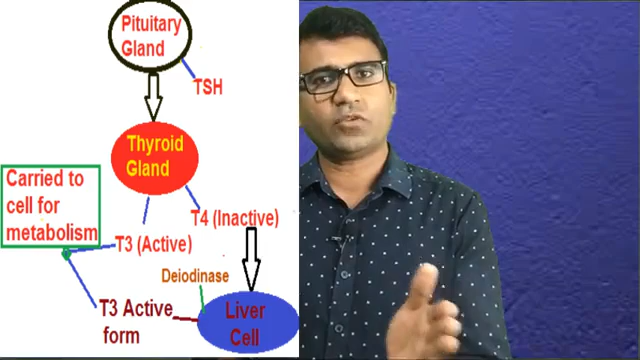 Pituitary
Gland
TSH
Thyroid
Gland
Carried to
cell for
metabolism
T4 (Inactive)
T3 (Active)
Deiodinase
T3 Active
form
Liver
Cell